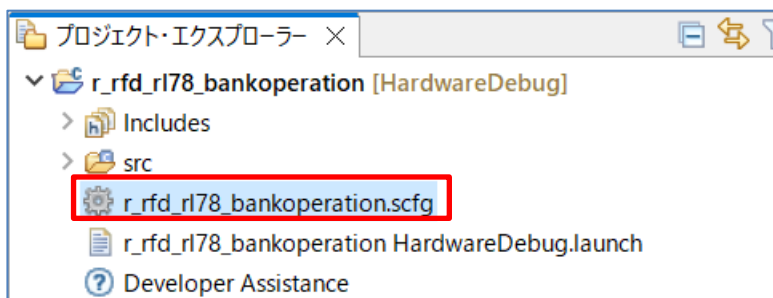 プロジェクト・エクスプローラー
r_rfd_rl78_bankoperation [HardwareDebug]
Includes
src
r_rfd_rl78_bankoperation.scfg
r_rfd_rl78_bankoperation HardwareDebug.launch
Developer Assistance